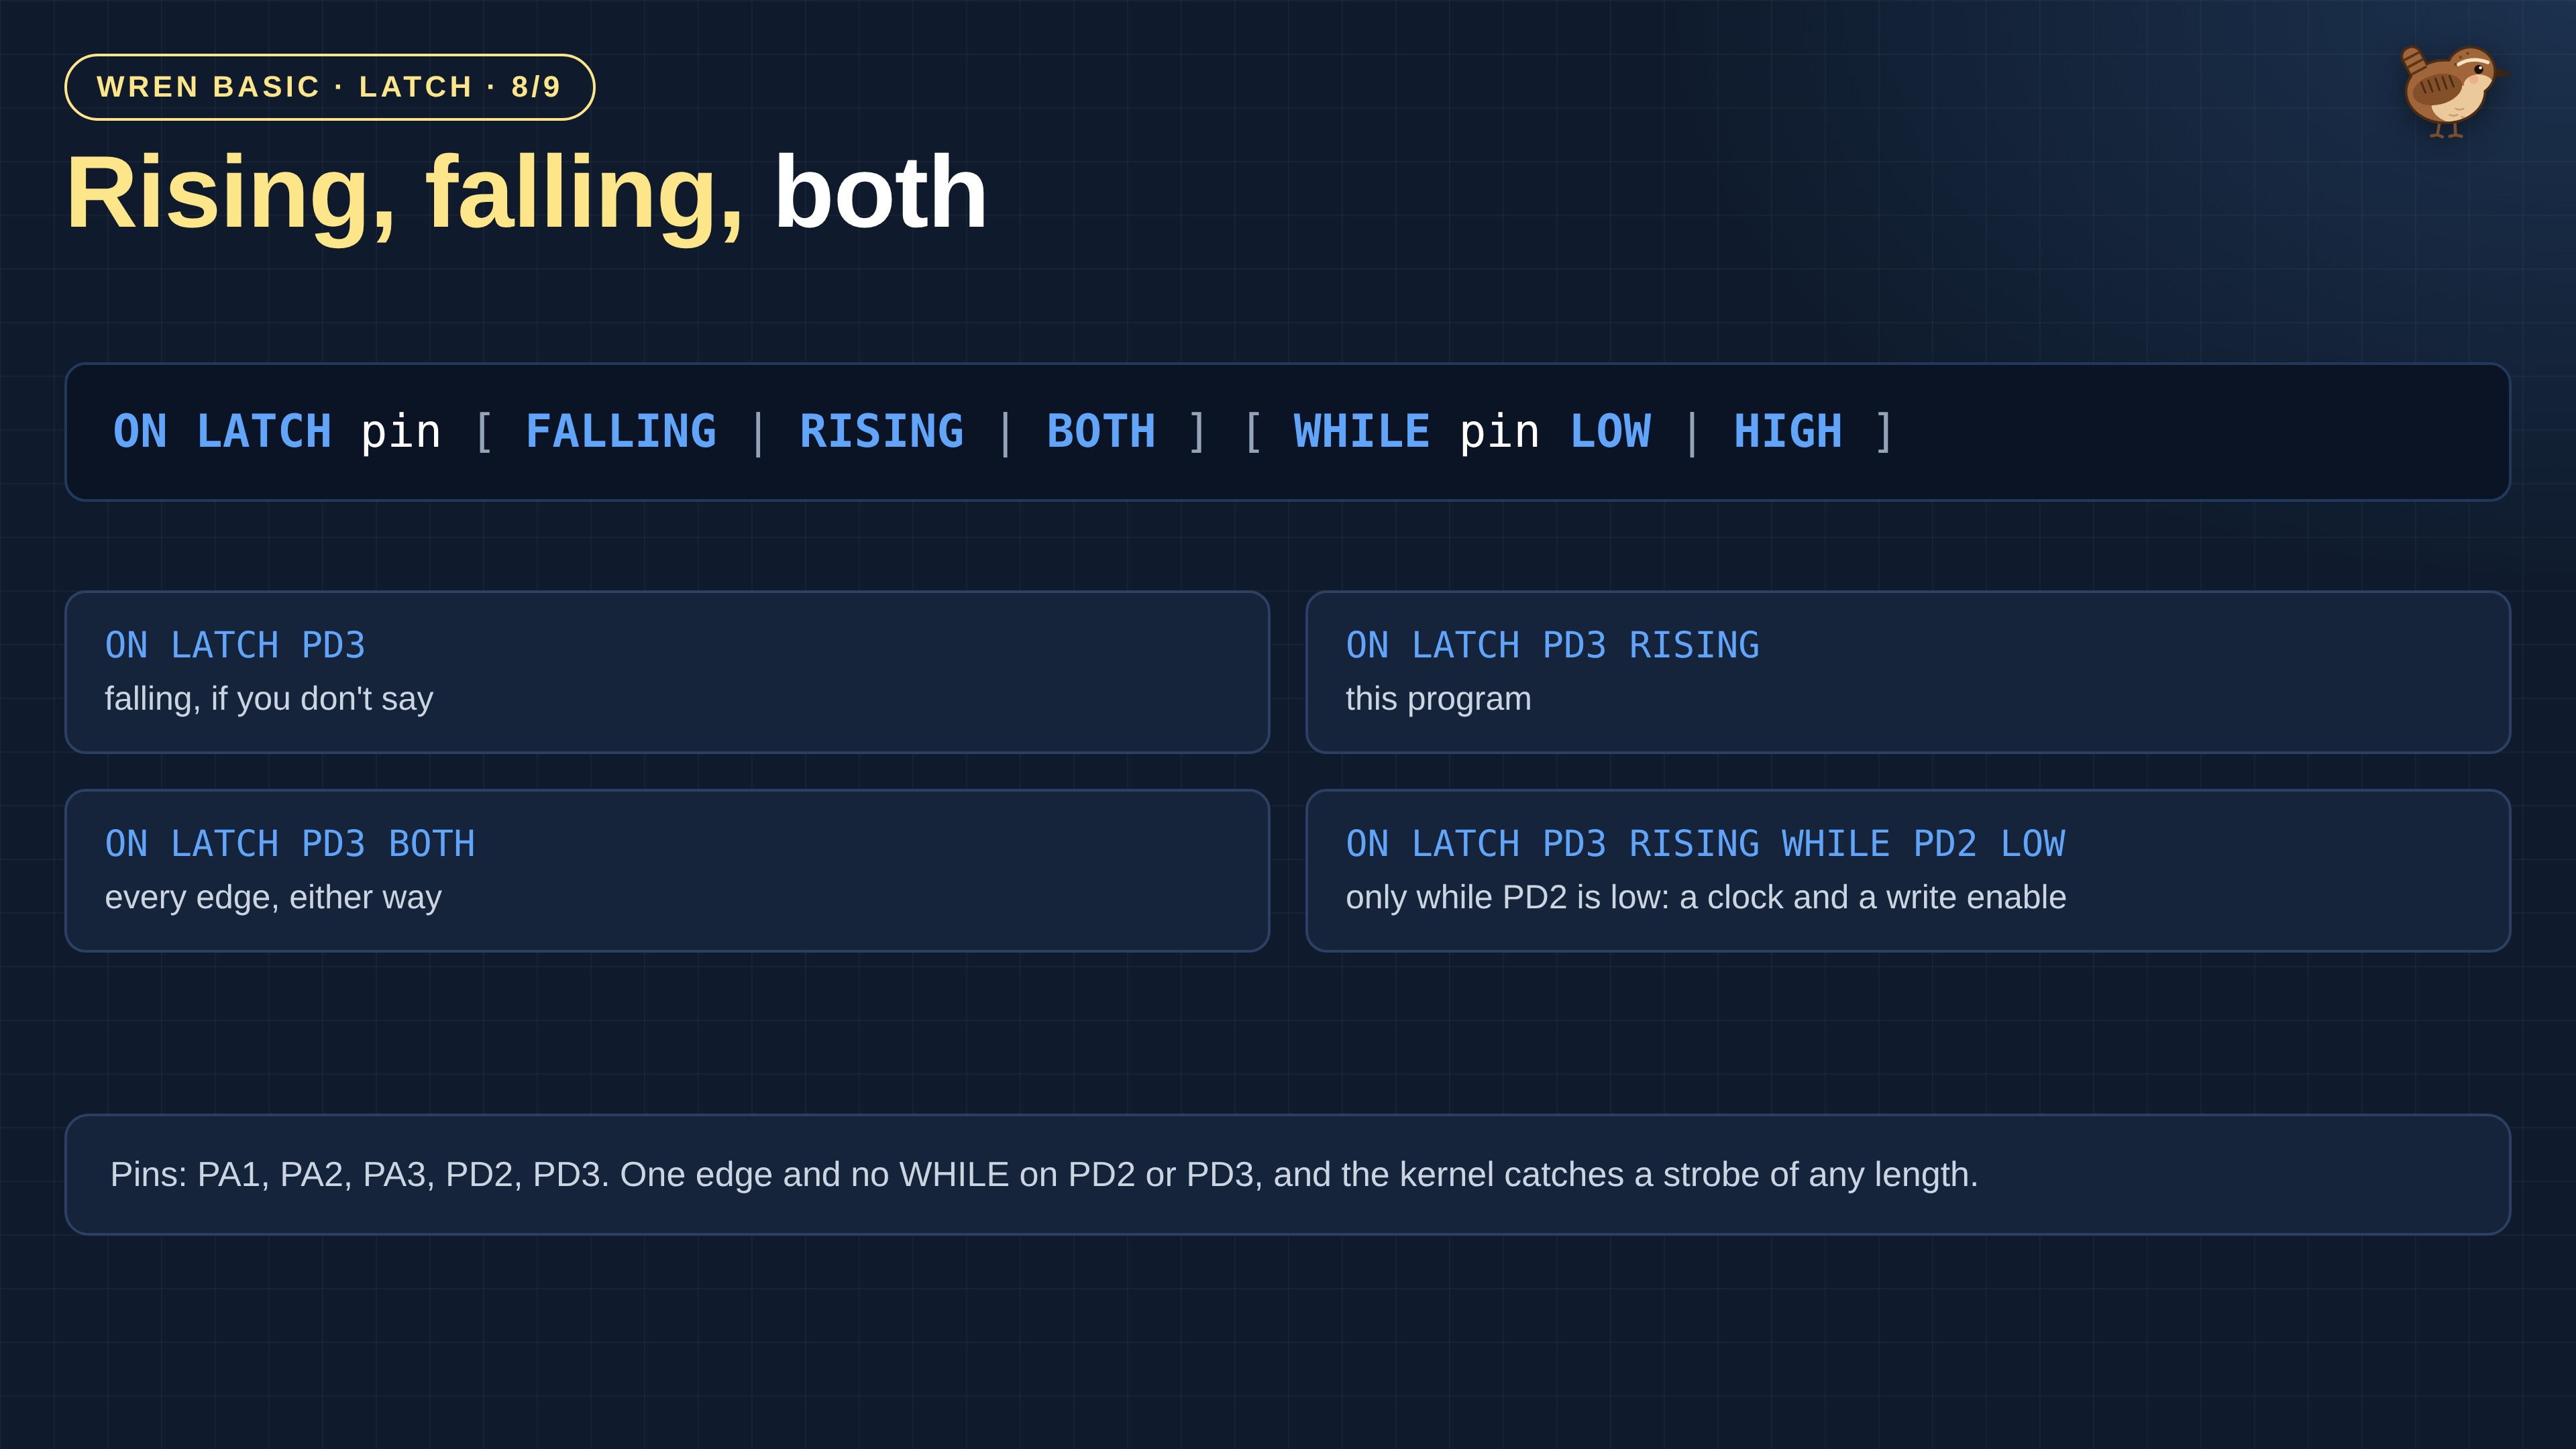 WREN BASIC · LATCH · 8/9
Rising, falling, both
ON LATCH pin [ FALLING | RISING | BOTH ] [ WHILE pin LOW | HIGH ]
ON LATCH PD3
falling, if you don't say
ON LATCH PD3 RISING
this program
ON LATCH PD3 BOTH
every edge, either way
ON LATCH PD3 RISING WHILE PD2 LOW
only while PD2 is low: a clock and a write enable
Pins: PA1, PA2, PA3, PD2, PD3. One edge and no WHILE on PD2 or PD3, and the kernel catches a strobe of any length.